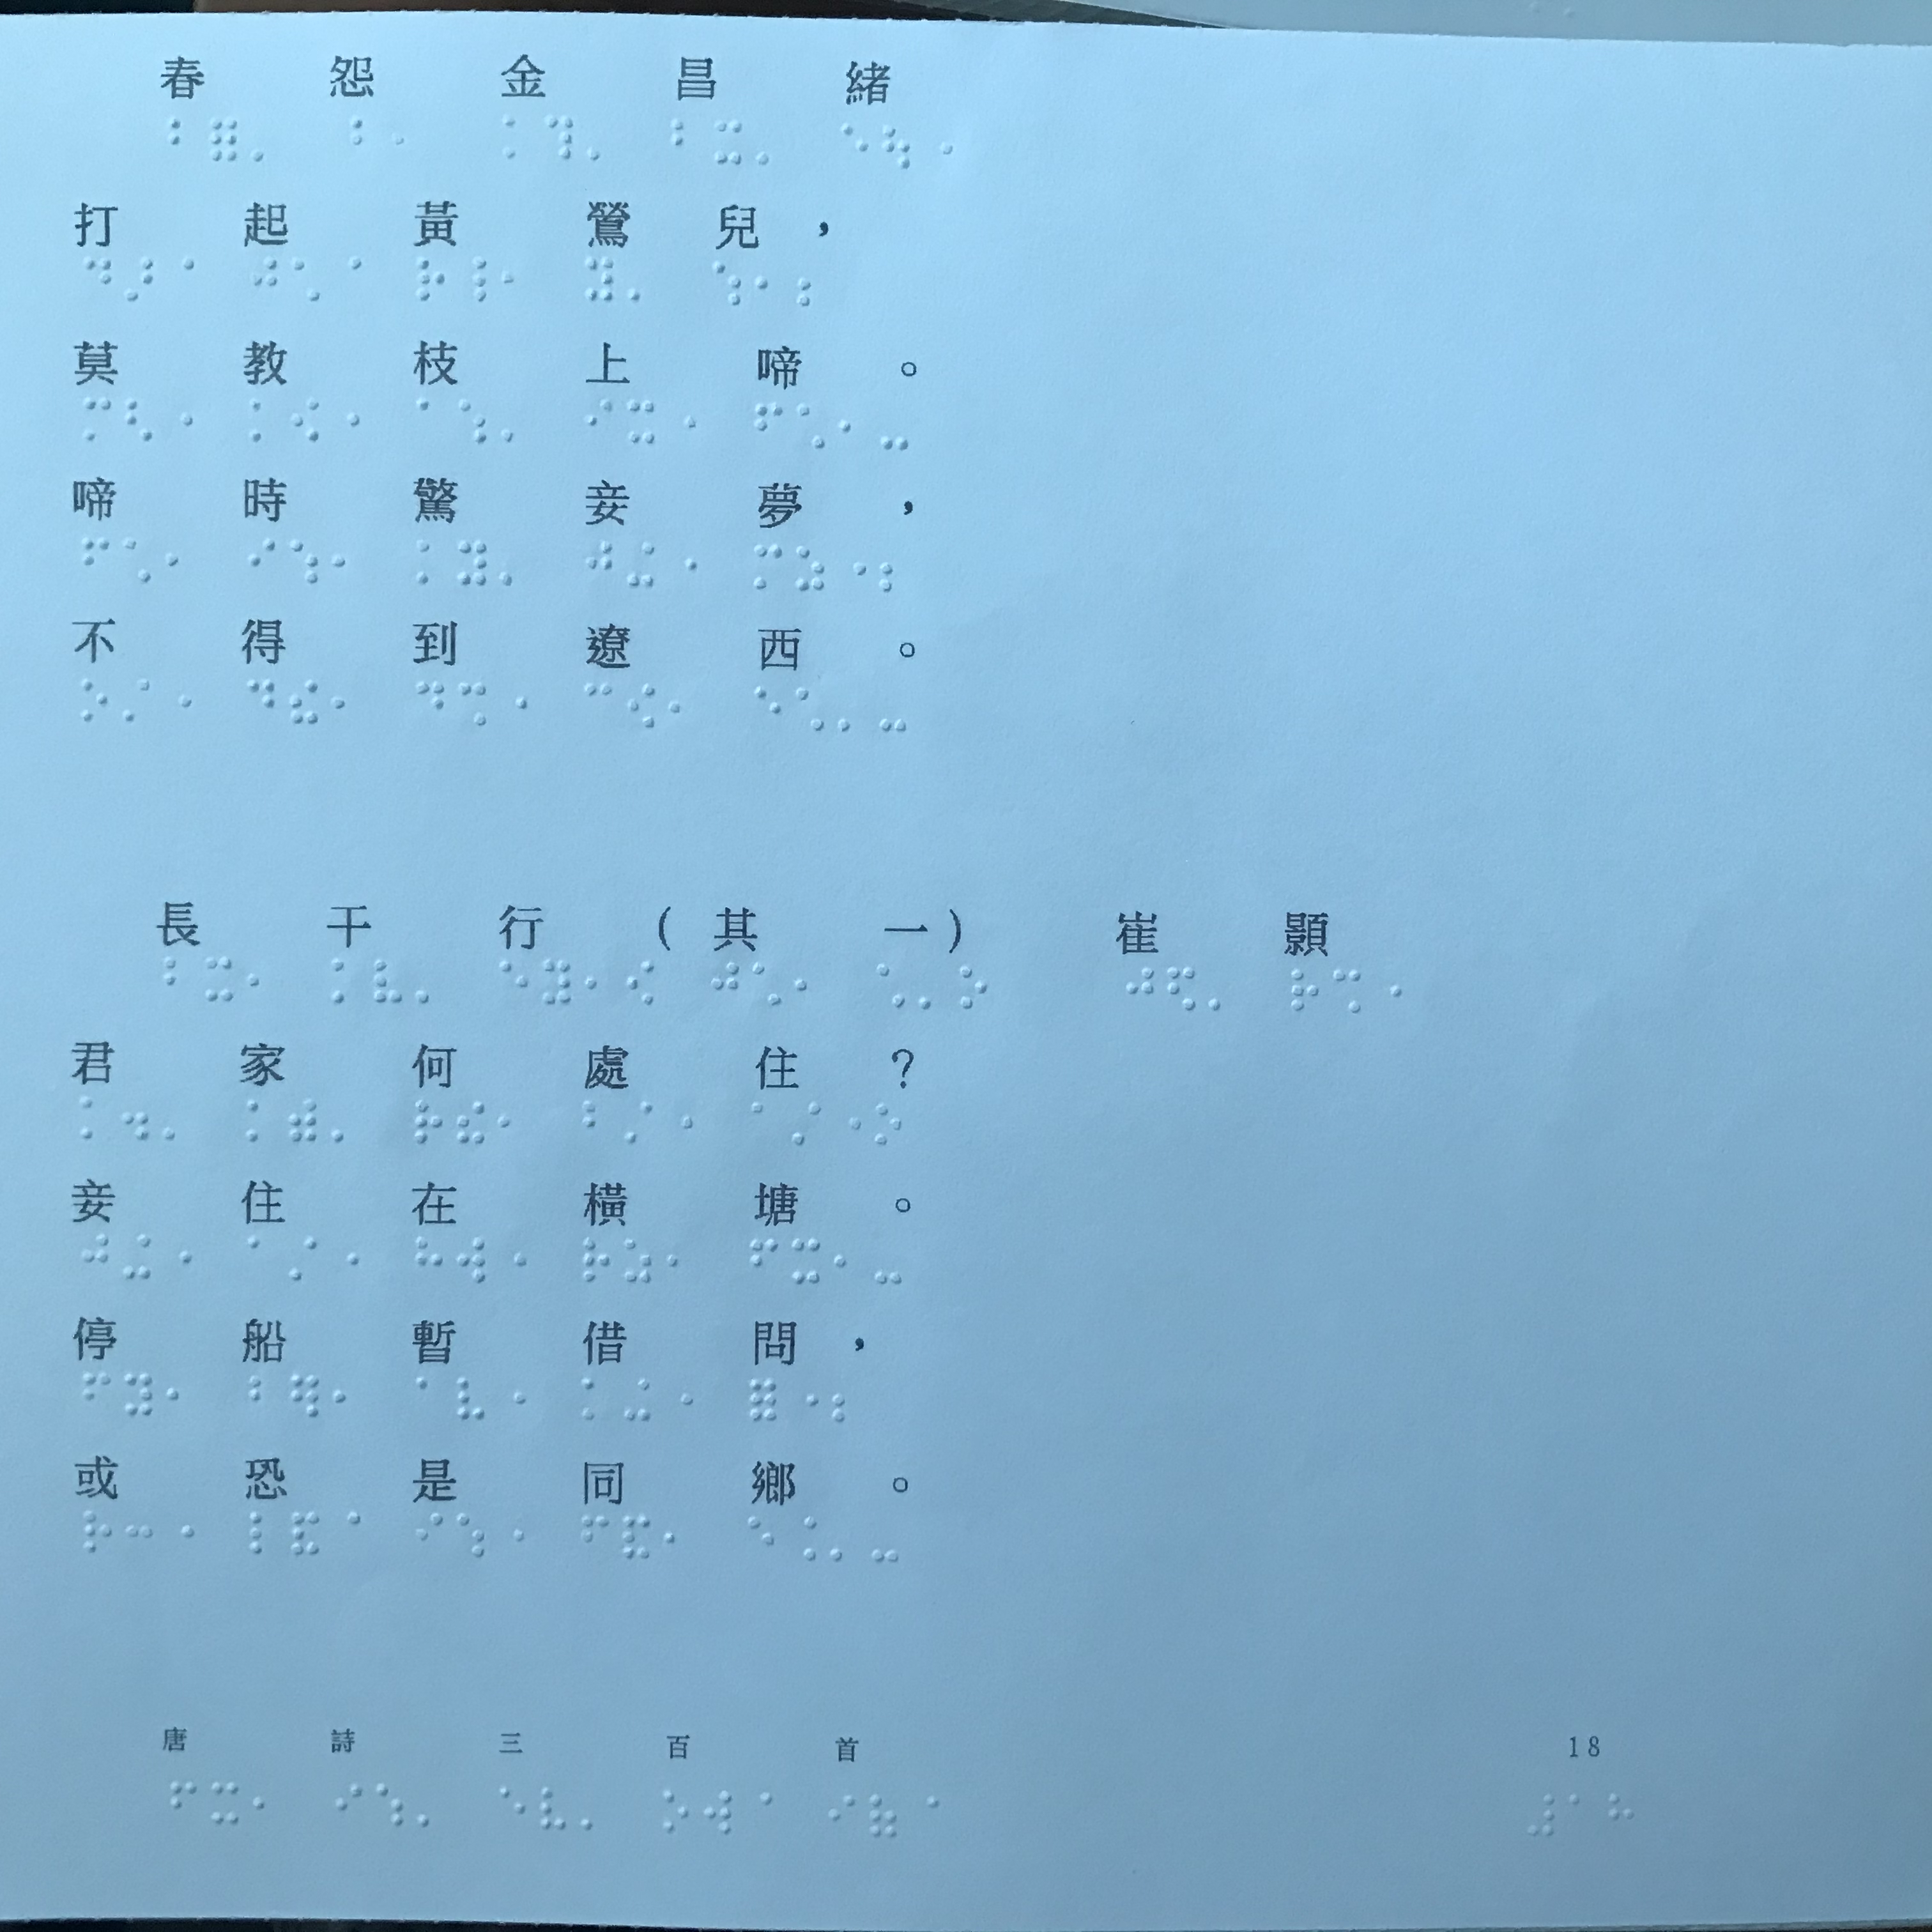 春怨金昌緒
打起黃鶯兒，
莫教枝上啼。
啼時驚妾夢，
不得到遼西。
長干行(其一) 崔顥
君家何處住？
妾住在橫塘。
停船暫借問，
或恐是同鄉。
唐詩三百首 18